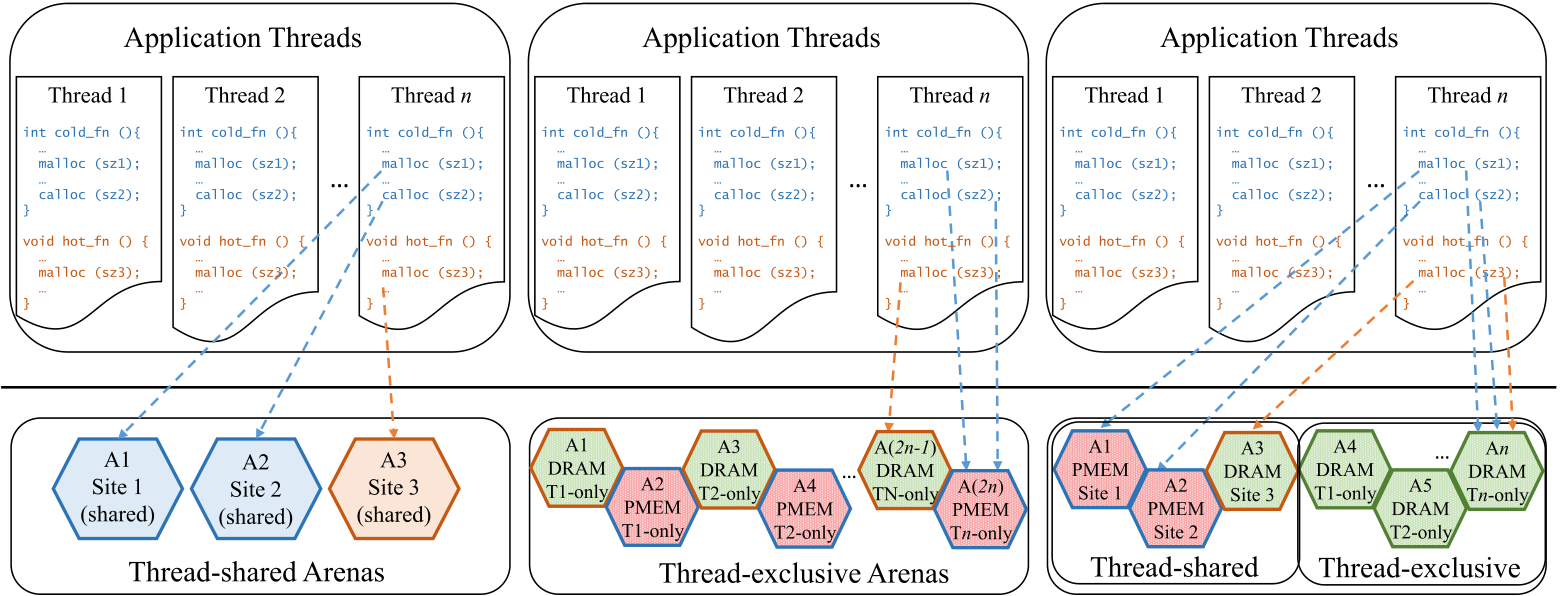 Application Threads
Thread 1
int cold_fn (){
…
malloc (sz1);
…
calloc (sz2);
}
void hot_fn () {
…
malloc (sz3);
…
}
Thread 2
int cold_fn (){
…
malloc (sz1);
…
calloc (sz2);
}
void hot_fn () {
…
malloc (sz3);
…
}
...
Thread n
int cold_fn (){
…
malloc (sz1);
…
calloc (sz2);
}
void hot_fn () {
…
malloc (sz3);
…
}
A1
Site 1
(shared)
A2
Site 2
(shared)
A3
Site 3
(shared)
Thread-shared Arenas
Application Threads
Thread 1
int cold_fn (){
…
malloc (sz1);
…
calloc (sz2);
}
void hot_fn () {
…
malloc (sz3);
…
}
Thread 2
int cold_fn (){
…
malloc (sz1);
…
calloc (sz2);
}
void hot_fn () {
…
malloc (sz3);
…
}
...
Thread n
int cold_fn (){
…
malloc (sz1);
…
calloc (sz2);
}
void hot_fn () {
…
malloc (sz3);
…
}
A1
DRAM
T1-only
A2
PMEM
T1-only
A3
DRAM
T2-only
A4
PMEM
T2-only
...
A(2n-1)
DRAM
TN-only
A(2n)
PMEM
Tn-only
Thread-exclusive Arenas
Application Threads
Thread 1
int cold_fn (){
…
malloc (sz1);
…
calloc (sz2);
}
void hot_fn () {
…
malloc (sz3);
…
}
Thread 2
int cold_fn (){
…
malloc (sz1);
…
calloc (sz2);
}
void hot_fn () {
…
malloc (sz3);
…
}
...
Thread n
int cold_fn (){
…
malloc (sz1);
…
calloc (sz2);
}
void hot_fn () {
…
malloc (sz3);
…
}
A1
PMEM
Site 1
A2
PMEM
Site 2
A3
DRAM
Site 3
Thread-shared
A4
DRAM
T1-only
A5
DRAM
T2-only
...
An
DRAM
Tn-only
Thread-exclusive